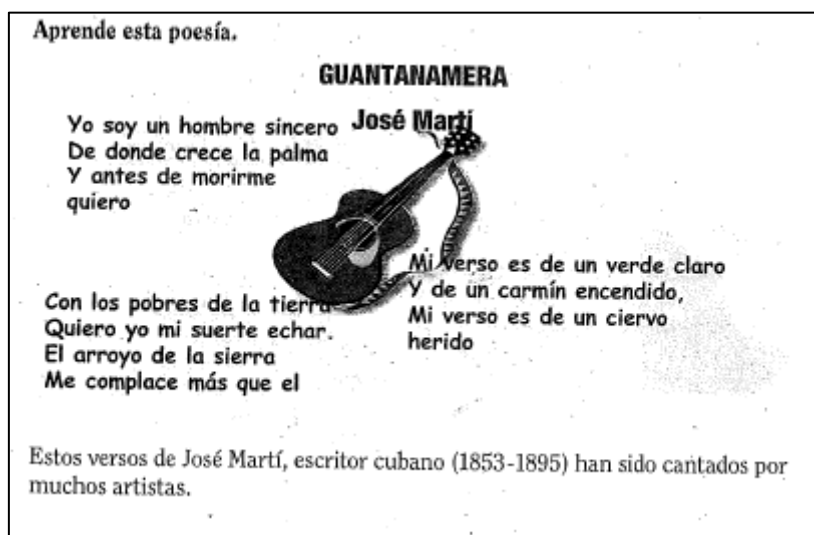 Aprende esta poesía.
GUANTANAMERA
José Martí
Yo soy un hombre sincero
De donde crece la palma
Y antes de morirme
quiero
Mi verso es de un verde claro
Y de un carmín encendido,
Mi verso es de un ciervo
herido
Con los pobres de la tierra
Quiero yo mi suerte echar.
El arroyo de la sierra
Me complace más que el
Estos versos de José Martí, escritor cubano (1853-1895) han sido cantados por
muchos artistas.